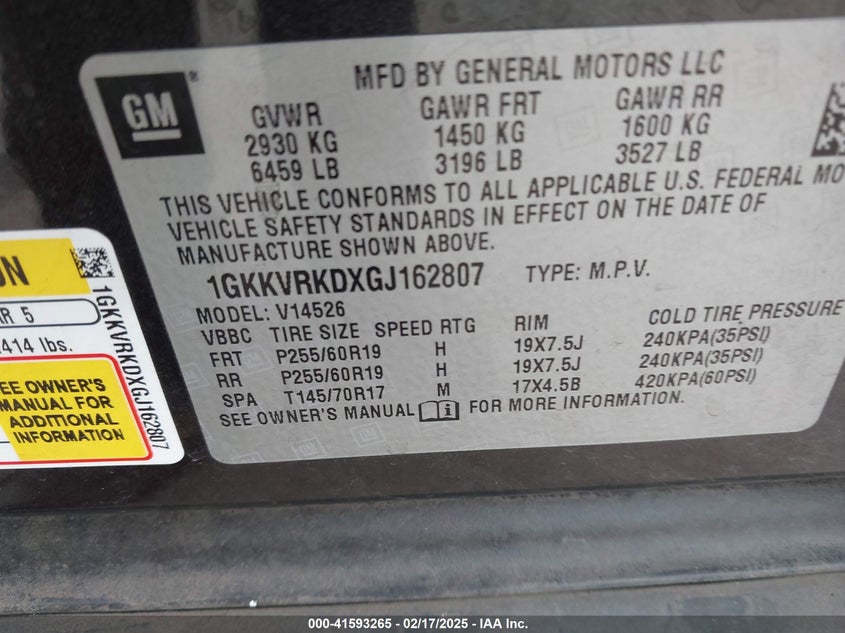 GM
®
MFD BY GENERAL MOTORS LLC
GVWR GAWR FRT GAWR RR
2930 KG 1450 KG 1600 KG
6459 LB 3196 LB 3527 LB
THIS VEHICLE CONFORMS TO ALL APPLICABLE U.S. FEDERAL MO
VEHICLE SAFETY STANDARDS IN EFFECT ON THE DATE OF
MANUFACTURE SHOWN ABOVE.
1GKKVRKDXGJ162807 TYPE: M.P.V.
MODEL: V14526
VBBC TIRE SIZE SPEED RTG RIM COLD TIRE PRESSUR
FRT P255/60R19 H 19X7.5J 240KPA(35PSI)
RR P255/60R19 H 19X7.5J 240KPA(35PSI)
SPA T145/70R17 M 17X4.5B 420KPA(60PSI)
SEE OWNER'S MANUAL FOR MORE INFORMATION.
ON
AR 5
414 lbs.
SEE OWNER'S
MANUAL FOR
ADDITIONAL
INFORMATION
1GKKVRKDXGJ162807
000-41593265 - 02/17/2025 - IAA Inc.